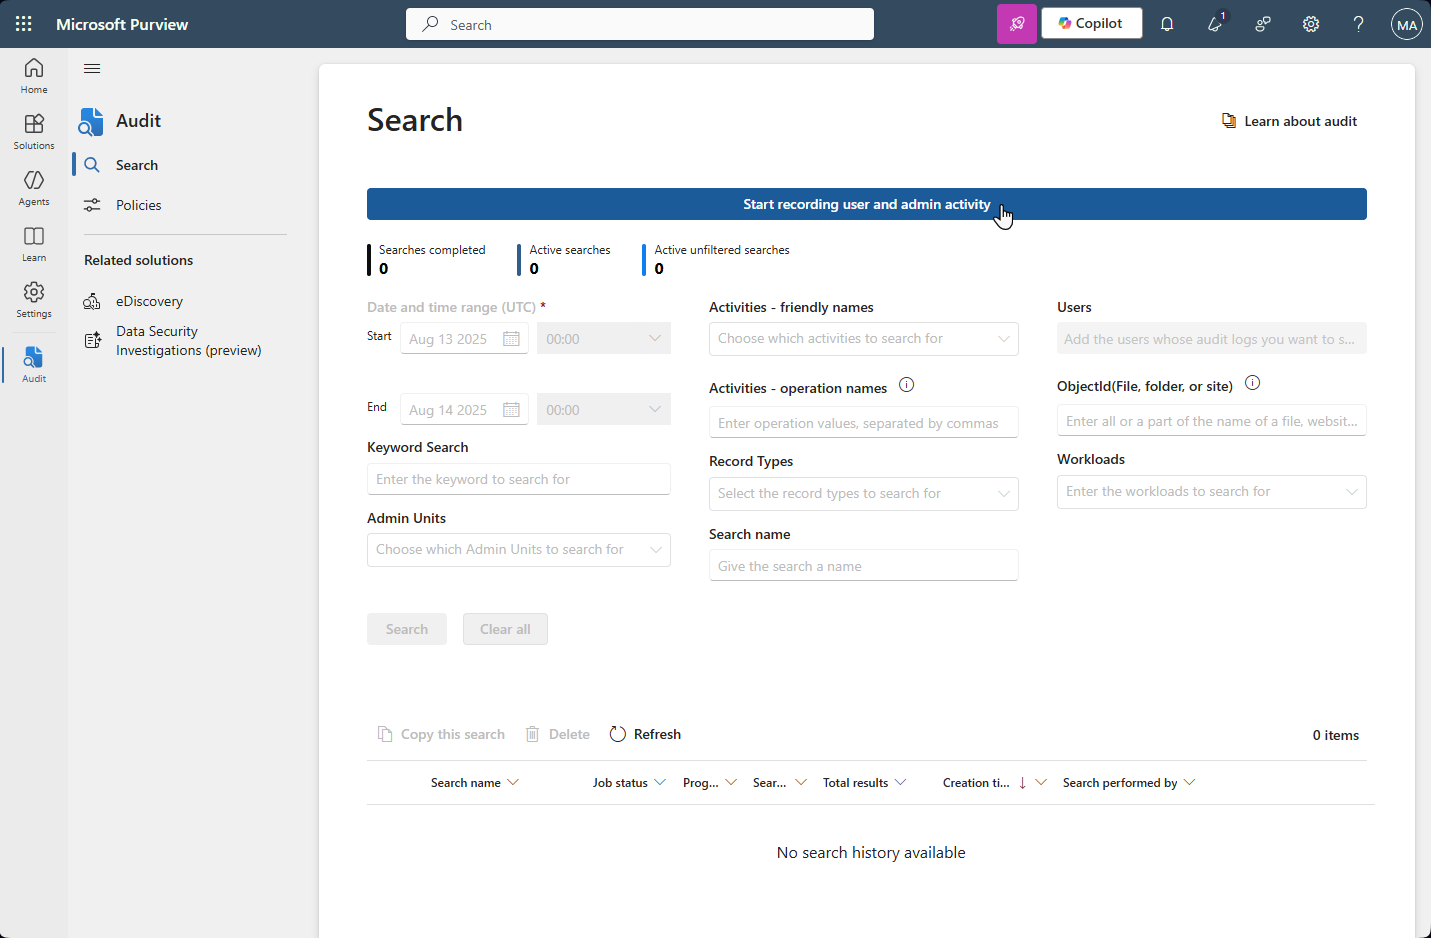 Microsoft Purview
Search
Copilot
1
MA
Home
Solutions
Agents
Learn
Settings
Audit
Audit
Search
Policies
Related solutions
eDiscovery
Data Security
Investigations (preview)
Search
Learn about audit
Start recording user and admin activity
Searches completed
0
Active searches
0
Active unfiltered searches
0
Date and time range (UTC) *
Start
Aug 13 2025
00:00
End
Aug 14 2025
00:00
Keyword Search
Enter the keyword to search for
Admin Units
Choose which Admin Units to search for
Activities - friendly names
Choose which activities to search for
Activities - operation names
Enter operation values, separated by commas
Record Types
Select the record types to search for
Search name
Give the search a name
Users
Add the users whose audit logs you want to s...
ObjectId(File, folder, or site)
Enter all or a part of the name of a file, websit...
Workloads
Enter the workloads to search for
Search
Clear all
Copy this search
Delete
Refresh
0 items
Search name
Job status
Prog...
Sear...
Total results
Creation ti... ↓
Search performed by
No search history available